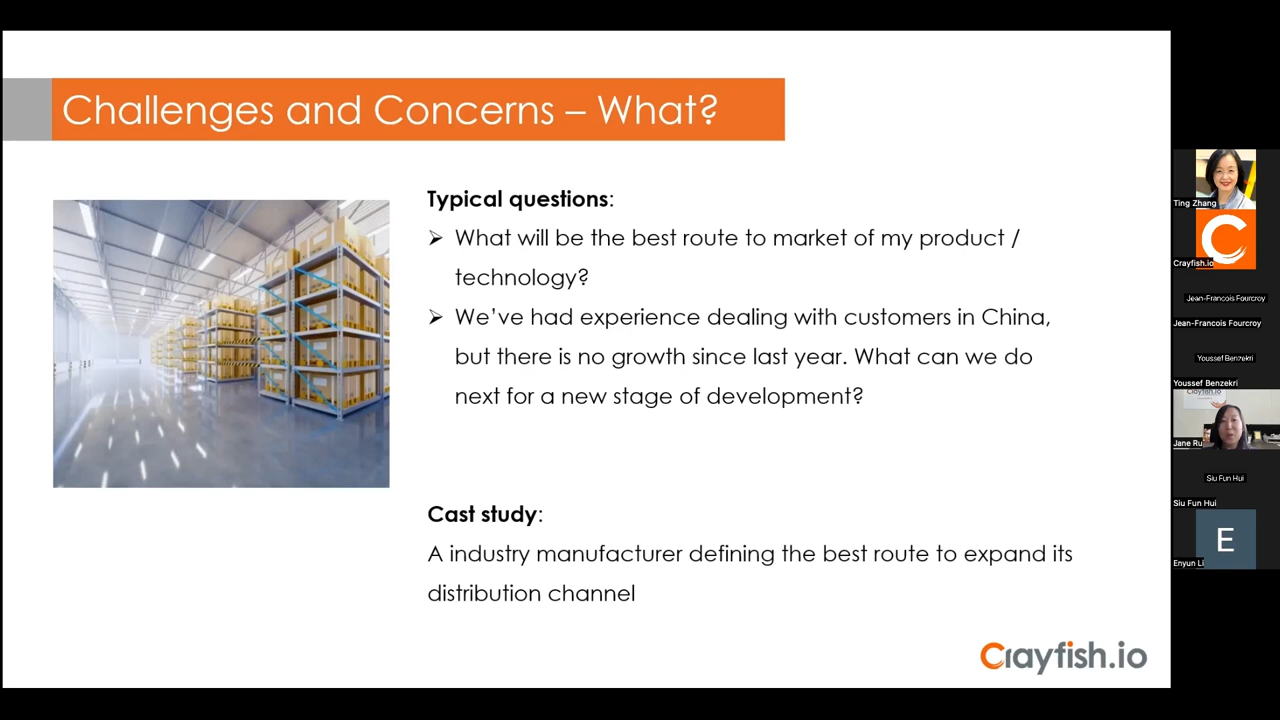 Challenges and Concerns – What?
Typical questions:
➢ What will be the best route to market of my product /
technology?
➢ We’ve had experience dealing with customers in China,
but there is no growth since last year. What can we do
next for a new stage of development?
Cast study:
A industry manufacturer defining the best route to expand its
distribution channel
Crayfish.io
Ting Zhang
Crayfish.io
Jean-Francois Fourcroy
Jean-Francois Fourcroy
Youssef Benzekri
Youssef Benzekri
Crayfish.io
Jane Ru
Siu Fun Hui
Siu Fun Hui
E
Enyun Li